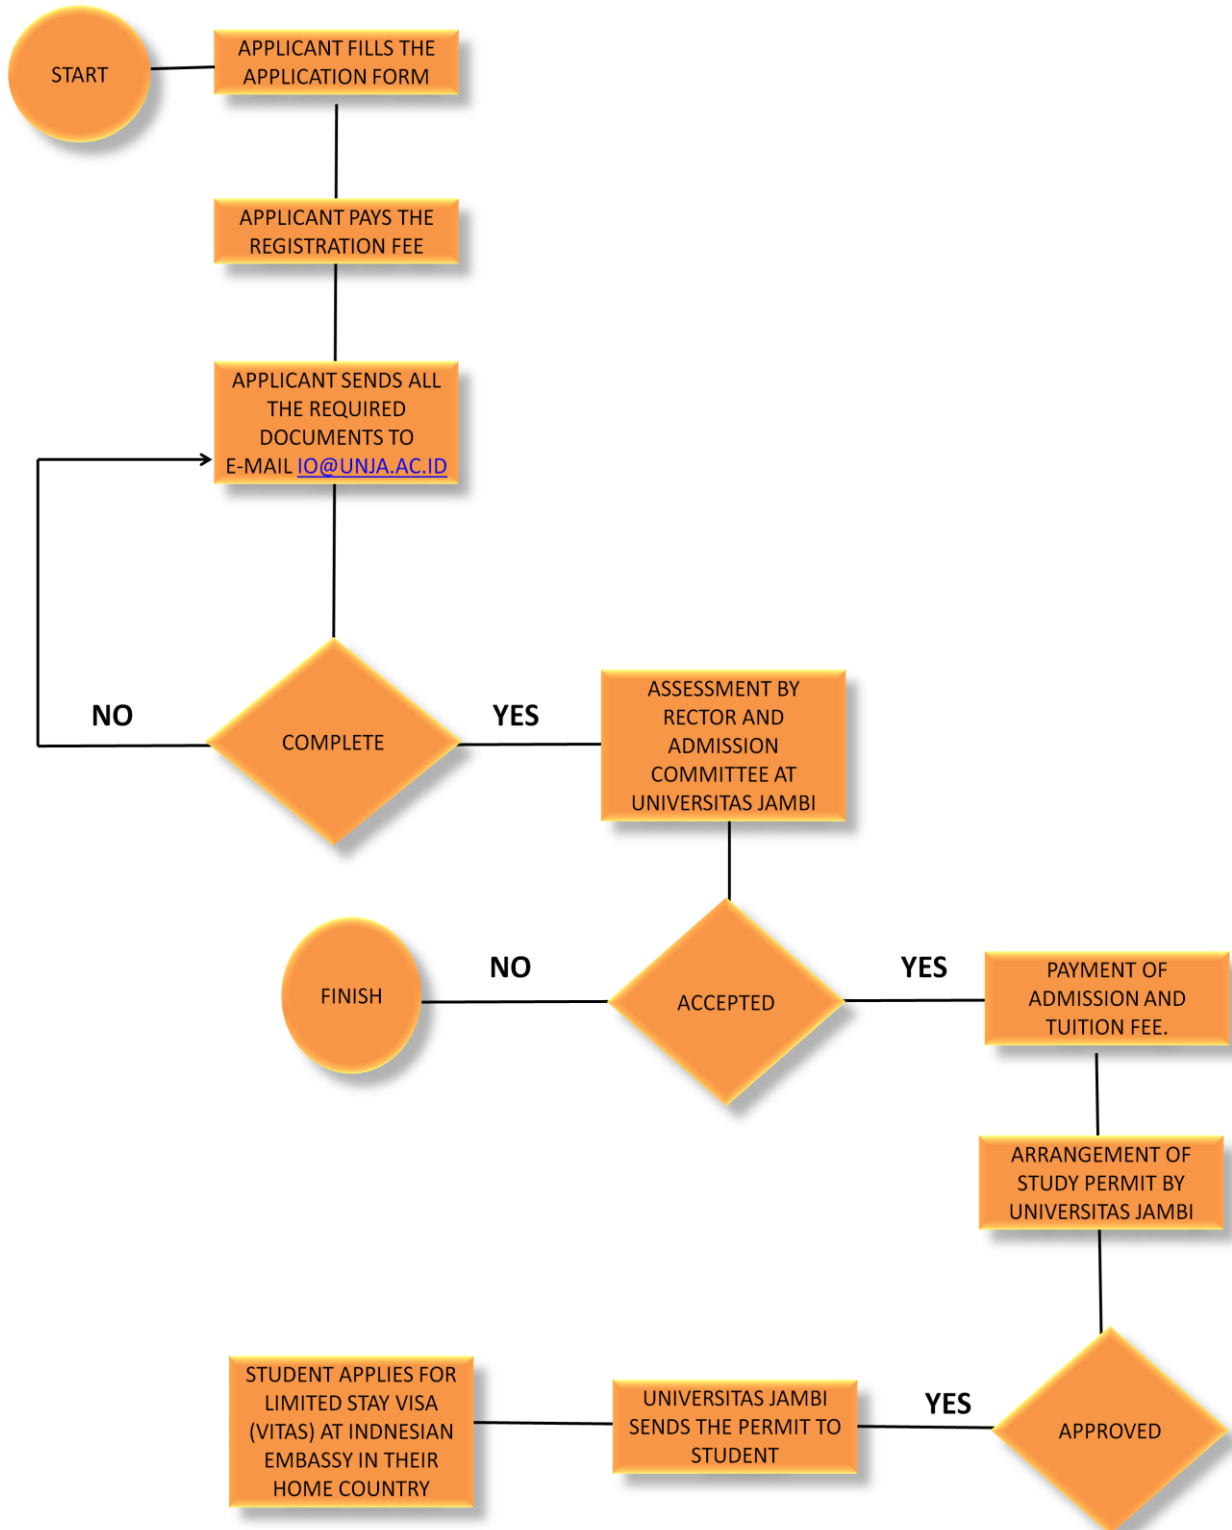 START
APPLICANT FILLS THE
APPLICATION FORM
APPLICANT PAYS THE
REGISTRATION FEE
APPLICANT SENDS ALL
THE REQUIRED
DOCUMENTS TO
E-MAIL IO@UNJA.AC.ID
NO
COMPLETE
YES
ASSESSMENT BY
RECTOR AND
ADMISSION
COMMITTEE AT
UNIVERSITAS JAMBI
FINISH
NO
ACCEPTED
YES
PAYMENT OF
ADMISSION AND
TUITION FEE.
ARRANGEMENT OF
STUDY PERMIT BY
UNIVERSITAS JAMBI
APPROVED
YES
UNIVERSITAS JAMBI
SENDS THE PERMIT TO
STUDENT
STUDENT APPLIES FOR
LIMITED STAY VISA
(VITAS) AT INDNESIAN
EMBASSY IN THEIR
HOME COUNTRY